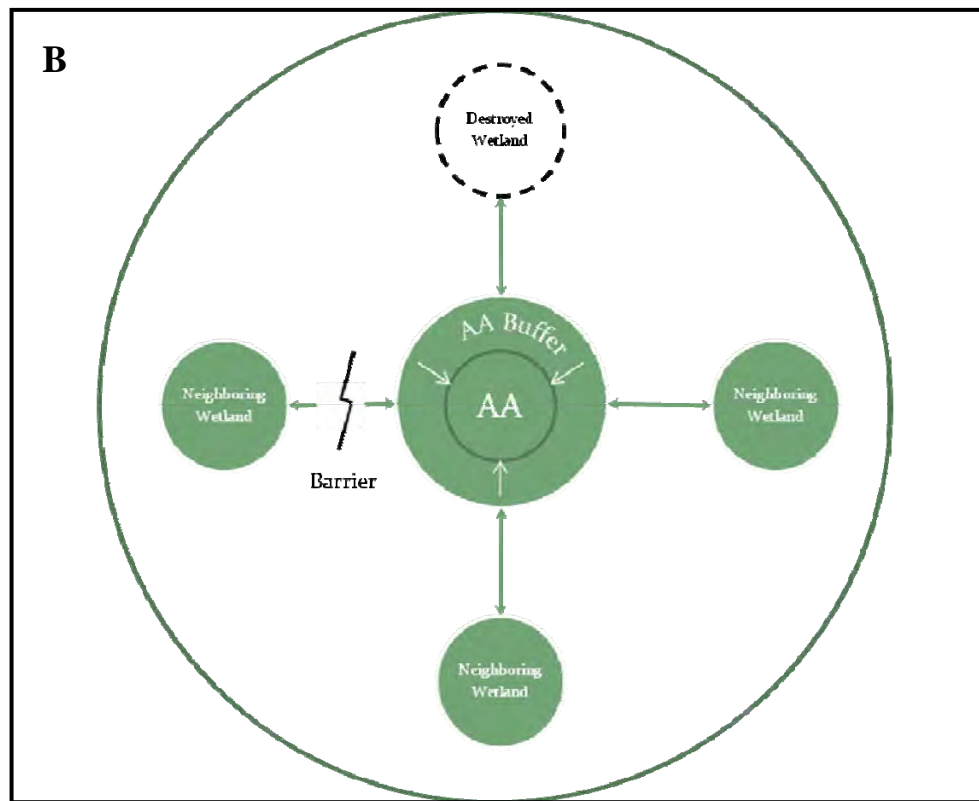 B
Destroyed
Wetland
AA Buffer
AA
Neighboring
Wetland
Barrier
Neighboring
Wetland
Neighboring
Wetland